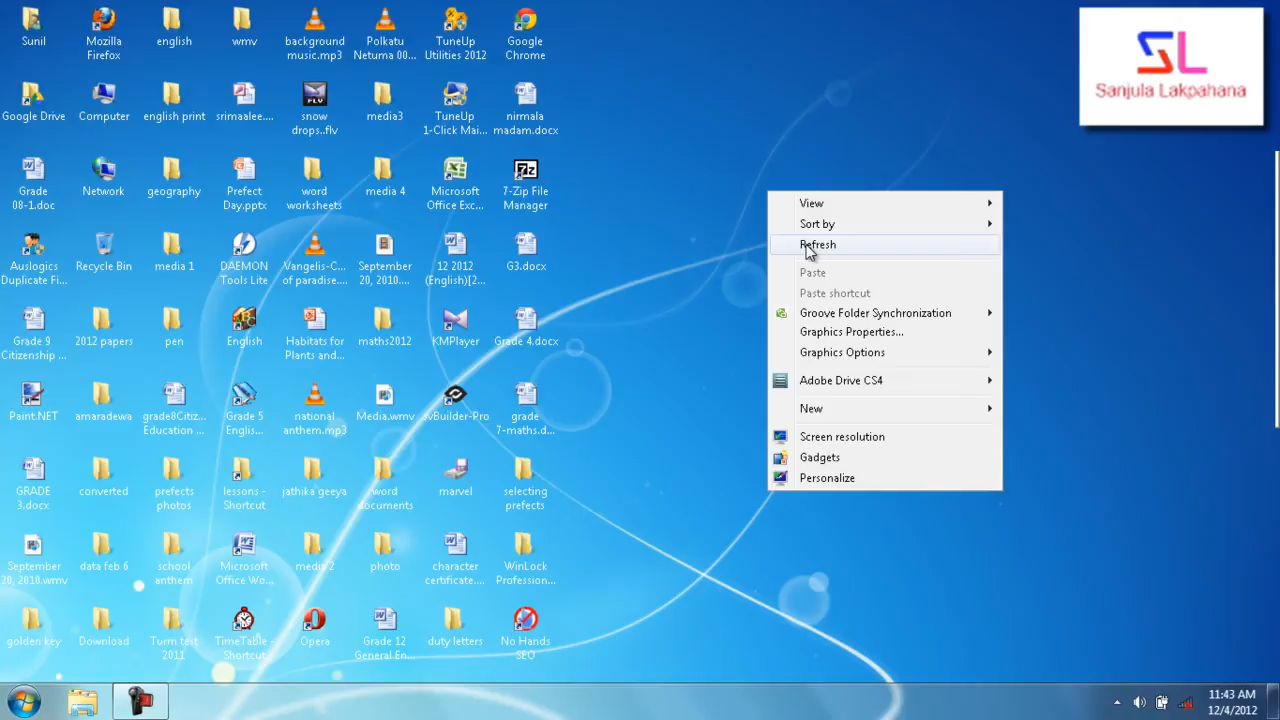 Sunil
Mozilla
Firefox
english
wmv
background
music.mp3
Polkatu
Netuma 00...
TuneUp
Utilities 2012
Google
Chrome
SL
Sanjula Lakpahana
Google Drive
Computer
english print
srimaalee....
FLV
snow
drops..flv
media3
TuneUp
1-Click Mai...
nirmala
madam.docx
Grade
08-1.doc
Network
geography
Prefect
Day.pptx
word
worksheets
media 4
Microsoft
Office Exc...
7z
7-Zip File
Manager
Auslogics
Duplicate Fi...
Recycle Bin
media 1
DAEMON
Tools Lite
Vangelis-C...
of paradise....
September
20, 2010....
12 2012
(English)[2...
G3.docx
Grade 9
Citizenship ...
2012 papers
pen
English
Habitats for
Plants and...
maths2012
KMPlayer
Grade 4.docx
Paint.NET
amaradewa
grade8Citiz...
Education ...
Grade 5
Englis...
national
anthem.mp3
Media.wmv
svBuilder-Pro
grade
7-maths.d...
GRADE
3.docx
converted
prefects
photos
lessons -
Shortcut
jathika geeya
word
documents
marvel
selecting
prefects
September
20, 2010.wmv
data feb 6
school
anthem
Microsoft
Office Wo...
media 2
photo
character
certificate....
WinLock
Profession...
golden key
Download
Turm test
2011
TimeTable -
Shortcut
Opera
Grade 12
General En...
duty letters
No Hands
SEO
View
Sort by
Refresh
Paste
Paste shortcut
Groove Folder Synchronization
Graphics Properties...
Graphics Options
Adobe Drive CS4
New
Screen resolution
Gadgets
Personalize
11:43 AM
12/4/2012